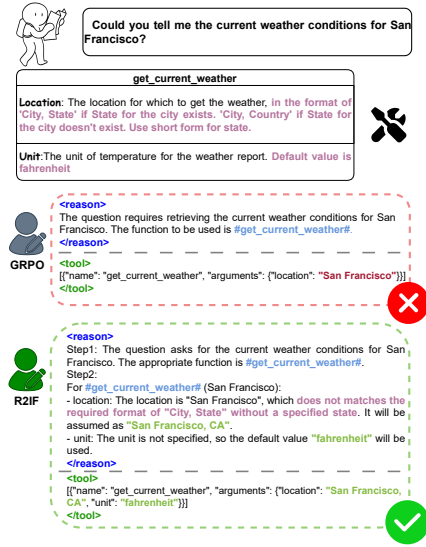 Could you tell me the current weather conditions for San
Francisco?
get_current_weather
Location: The location for which to get the weather, in the format of
'City, State' if State for the city exists. 'City, Country' if State for
the city doesn't exist. Use short form for state.
Unit:The unit of temperature for the weather report. Default value is
fahrenheit
GRPO
<reason>
The question requires retrieving the current weather conditions for San
Francisco. The function to be used is #get_current_weather#.
</reason>
<tool>
[{"name": "get_current_weather", "arguments": {"location": "San Francisco"}}]
</tool>
R2IF
<reason>
Step1: The question asks for the current weather conditions for San
Francisco. The appropriate function is #get_current_weather#.
Step2:
For #get_current_weather# (San Francisco):
- location: The location is "San Francisco", which does not matches the
required format of "City, State" without a specified state. It will be
assumed as "San Francisco, CA".
- unit: The unit is not specified, so the default value "fahrenheit" will be
used.
</reason>
<tool>
[{"name": "get_current_weather", "arguments": {"location": "San Francisco,
CA", "unit": "fahrenheit"}}]
</tool>